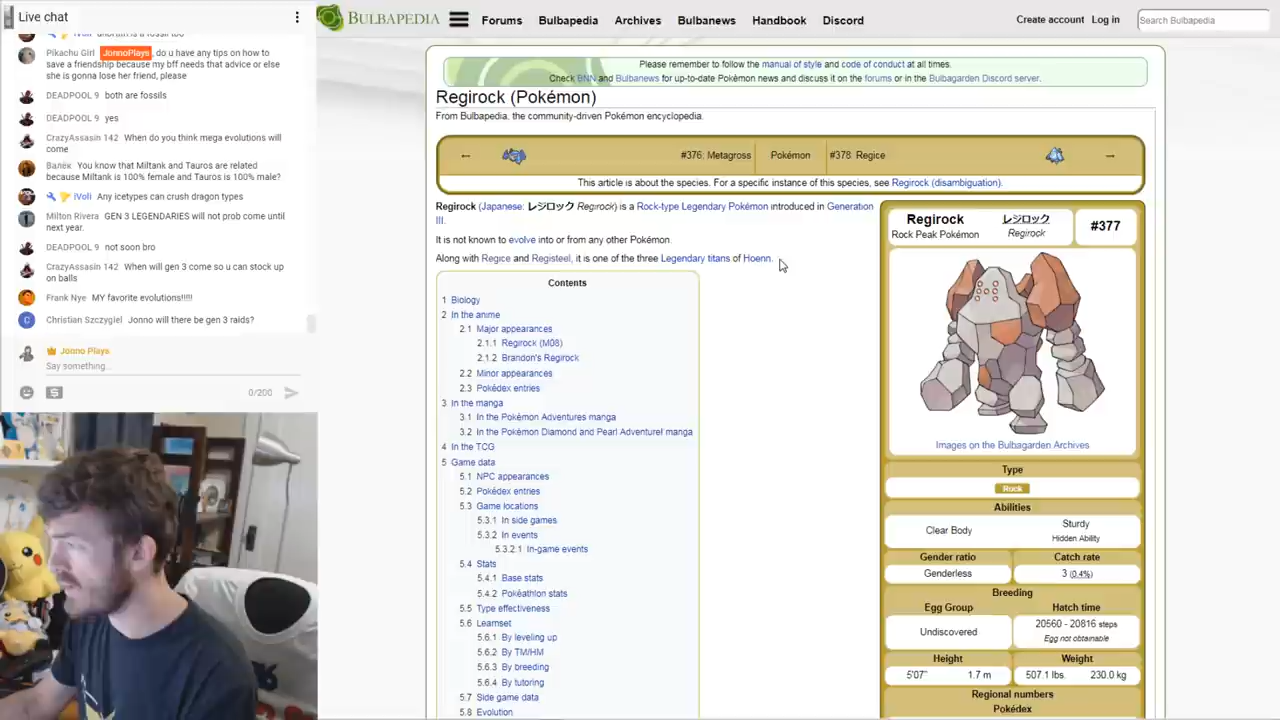 Live chat
iVoli anorith is a fossil too
Pikachu Girl JonnoPlays, do u have any tips on how to
save a friendship because my bff needs that advice or else
she is gonna lose her friend, please
DEADPOOL 9 both are fossils
DEADPOOL 9 yes
CrazyAssasin 142 When do you think mega evolutions will
come
Валєк You know that Miltank and Tauros are related
because Miltank is 100% female and Tauros is 100% male?
iVoli Any icetypes can crush dragon types
Milton Rivera GEN 3 LEGENDARIES will not prob come until
next year.
DEADPOOL 9 not soon bro
CrazyAssasin 142 When will gen 3 come so u can stock up
on balls
Frank Nye MY favorite evolutions!!!!!
C Christian Szczygiel Jonno will there be gen 3 raids?
Jonno Plays
Say something...
0/200
BULBAPEDIA
Forums Bulbapedia Archives Bulbanews Handbook Discord
Create account Log in
Search Bulbapedia
Please remember to follow the manual of style and code of conduct at all times.
Check BNN and Bulbanews for up-to-date Pokémon news and discuss it on the forums or in the Bulbagarden Discord server.
Regirock (Pokémon)
From Bulbapedia, the community-driven Pokémon encyclopedia.
← #376: Metagross Pokémon #378: Regice →
This article is about the species. For a specific instance of this species, see Regirock (disambiguation).
Regirock (Japanese: レジロック Regirock) is a Rock-type Legendary Pokémon introduced in Generation
III.
It is not known to evolve into or from any other Pokémon.
Along with Regice and Registeel, it is one of the three Legendary titans of Hoenn.
Contents
1 Biology
2 In the anime
2.1 Major appearances
2.1.1 Regirock (M08)
2.1.2 Brandon's Regirock
2.2 Minor appearances
2.3 Pokédex entries
3 In the manga
3.1 In the Pokémon Adventures manga
3.2 In the Pokémon Diamond and Pearl Adventure! manga
4 In the TCG
5 Game data
5.1 NPC appearances
5.2 Pokédex entries
5.3 Game locations
5.3.1 In side games
5.3.2 In events
5.3.2.1 In-game events
5.4 Stats
5.4.1 Base stats
5.4.2 Pokéathlon stats
5.5 Type effectiveness
5.6 Learnset
5.6.1 By leveling up
5.6.2 By TM/HM
5.6.3 By breeding
5.6.4 By tutoring
5.7 Side game data
5.8 Evolution
Regirock
Rock Peak Pokémon
レジロック
Regirock
#377
Images on the Bulbagarden Archives
Type
Rock
Abilities
Clear Body
Sturdy
Hidden Ability
Gender ratio
Genderless
Catch rate
3 (0.4%)
Breeding
Egg Group
Undiscovered
Hatch time
20560 - 20816 steps
Egg not obtainable
Height
5'07" 1.7 m
Weight
507.1 lbs. 230.0 kg
Regional numbers
Pokédex